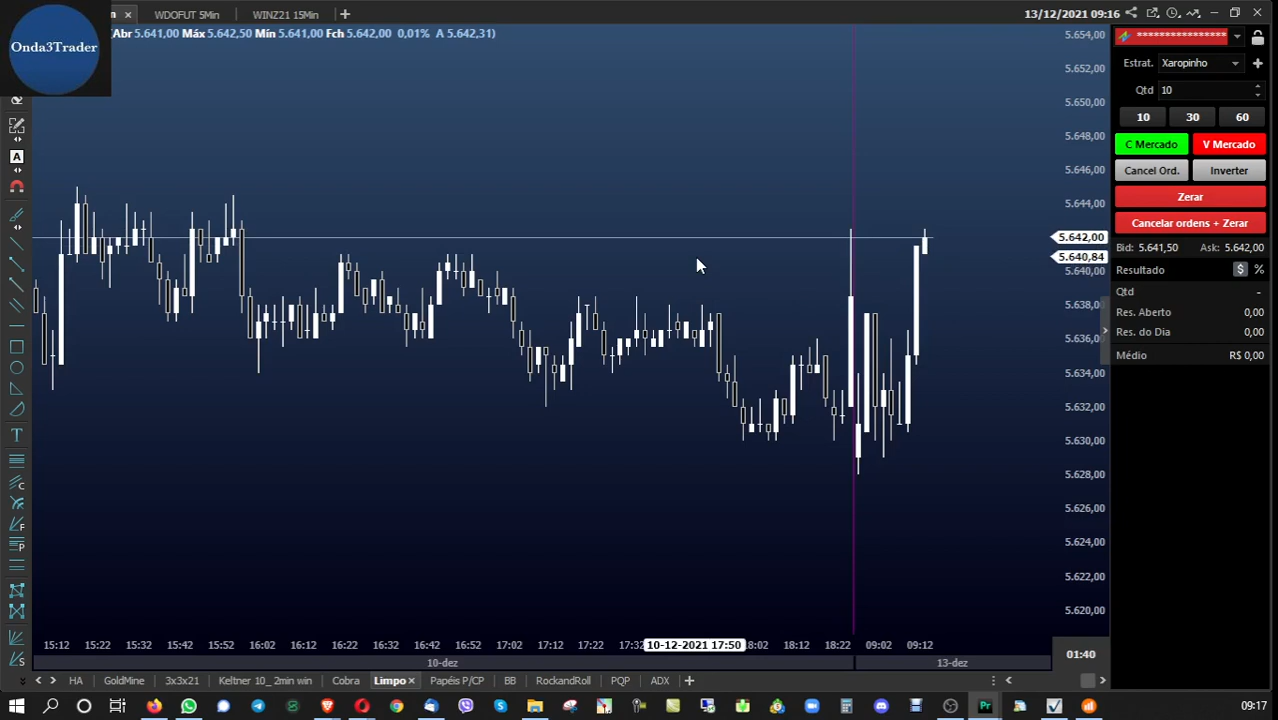 n × WDOFUT 5Min WINZ21 15Min +
13/12/2021 09:16
Onda3Trader
(Abr 5.641,00 Máx 5.642,50 Mín 5.641,00 Fch 5.642,00 0,01% A 5.642,31)
****************
Estrat. Xaropinho
Qtd 10
10 30 60
C Mercado V Mercado
Cancel Ord. Inverter
Zerar
Cancelar ordens + Zerar
Bid: 5.641,50 Ask: 5.642,00
Resultado $ %
Qtd -
Res. Aberto 0,00
Res. do Dia 0,00
Médio R$ 0,00
5.654,00
5.652,00
5.650,00
5.648,00
5.646,00
5.644,00
5.642,00
5.640,84
5.640,00
5.638,00
5.636,00
5.634,00
5.632,00
5.630,00
5.628,00
5.626,00
5.624,00
5.622,00
5.620,00
A
T
C
F
P
S
15:12 15:22 15:32 15:42 15:52 16:02 16:12 16:22 16:32 16:42 16:52 17:02 17:12 17:22 17:32 10-12-2021 17:50 18:02 18:12 18:22 09:02 09:12
01:40
10-dez 13-dez
HA GoldMine 3x3x21 Keltner 10_ 2min win Cobra Limpo × Papéis P/CP BB RockandRoll PQP ADX +
09:17